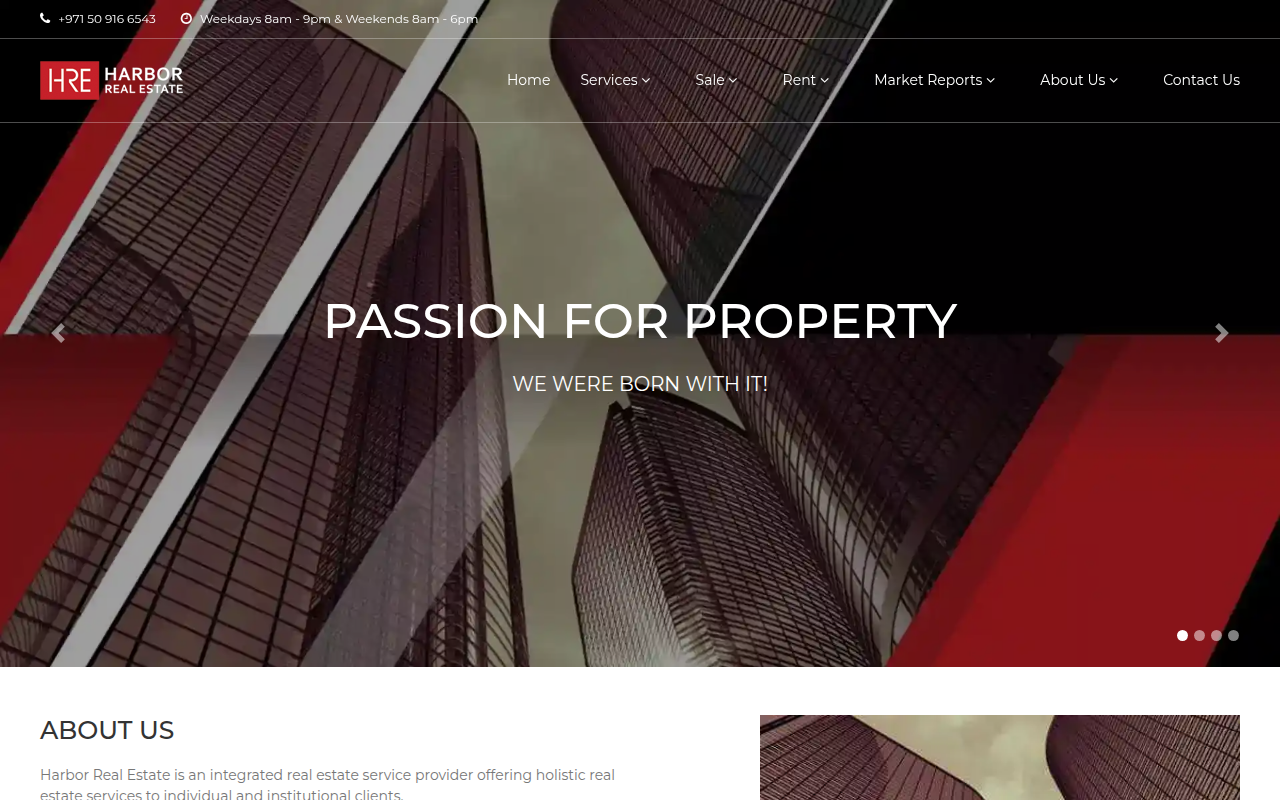 +971 50 916 6543 Weekdays 8am - 9pm & Weekends 8am - 6pm
HRE HARBOR REAL ESTATE
Home Services Sale Rent Market Reports About Us Contact Us
PASSION FOR PROPERTY
WE WERE BORN WITH IT!
ABOUT US
Harbor Real Estate is an integrated real estate service provider offering holistic real
estate services to individual and institutional clients.